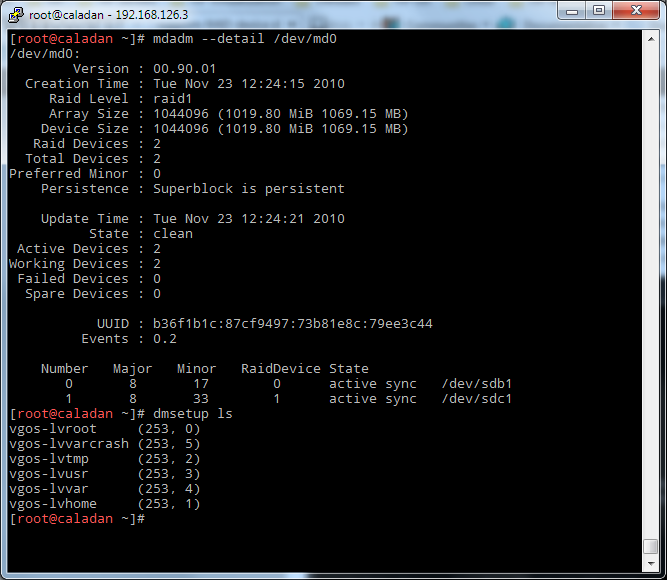 root@caladan:~ - 192.168.126.3
[root@caladan ~]# mdadm --detail /dev/md0
/dev/md0:
        Version : 00.90.01
  Creation Time : Tue Nov 23 12:24:15 2010
     Raid Level : raid1
     Array Size : 1044096 (1019.80 MiB 1069.15 MB)
    Device Size : 1044096 (1019.80 MiB 1069.15 MB)
   Raid Devices : 2
  Total Devices : 2
Preferred Minor : 0
    Persistence : Superblock is persistent
    Update Time : Tue Nov 23 12:24:21 2010
          State : clean
 Active Devices : 2
Working Devices : 2
 Failed Devices : 0
  Spare Devices : 0
           UUID : b36f1b1c:87cf9497:73b81e8c:79ee3c44
         Events : 0.2
    Number   Major   Minor   RaidDevice State
       0       8       17        0      active sync   /dev/sdb1
       1       8       33        1      active sync   /dev/sdc1
[root@caladan ~]# dmsetup ls
vgos-lvroot     (253, 0)
vgos-lvvarcrash (253, 5)
vgos-lvtmp      (253, 2)
vgos-lvusr      (253, 3)
vgos-lvvar      (253, 4)
vgos-lvhome     (253, 1)
[root@caladan ~]#